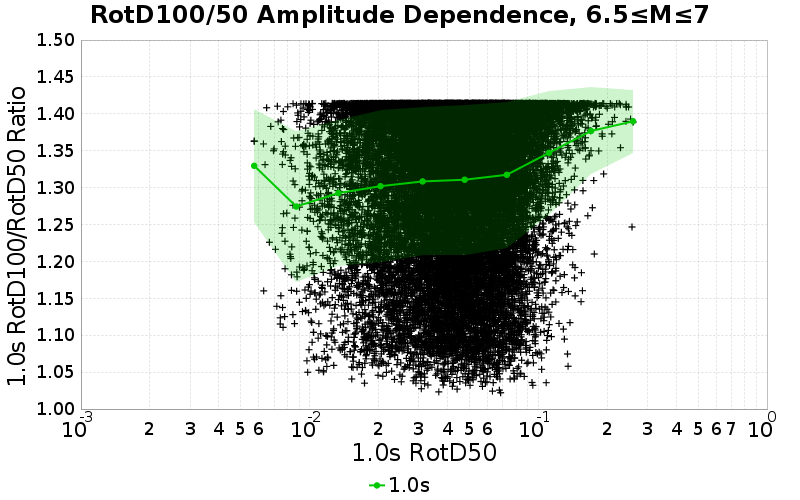 RotD100/50 Amplitude Dependence, 6.5≤M≤7
1.0s RotD100/RotD50 Ratio
1.50
1.45
1.40
1.35
1.30
1.25
1.20
1.15
1.10
1.05
1.00
10^-3 2 3 4 5 6 10^-2 2 3 4 5 6 10^-1 2 3 4 5 6 7 10^0
1.0s RotD50
1.0s